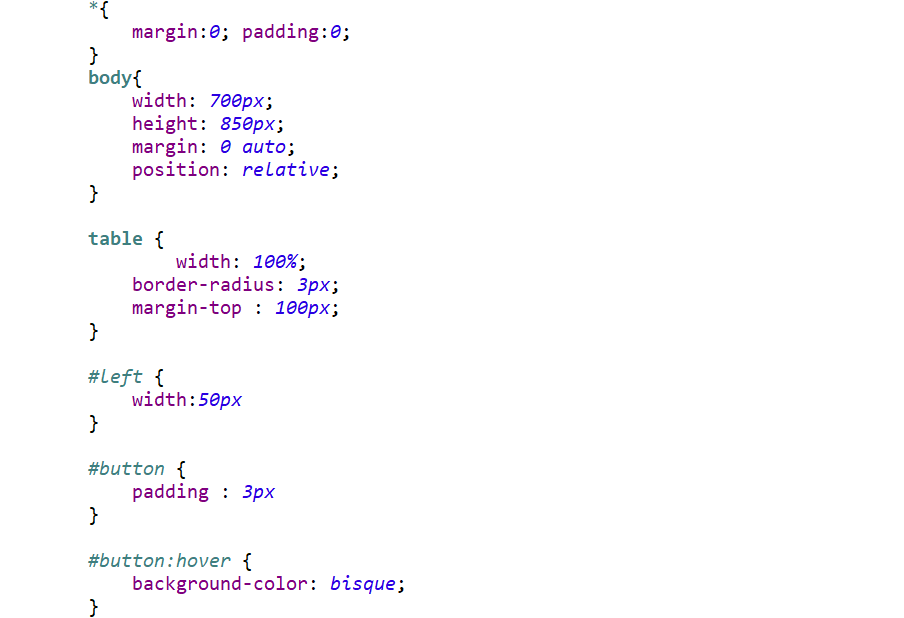 *{
    margin:0; padding:0;
}
body{
    width: 700px;
    height: 850px;
    margin: 0 auto;
    position: relative;
}

table {
        width: 100%;
    border-radius: 3px;
    margin-top : 100px;
}

#left {
    width:50px
}

#button {
    padding : 3px
}

#button:hover {
    background-color: bisque;
}